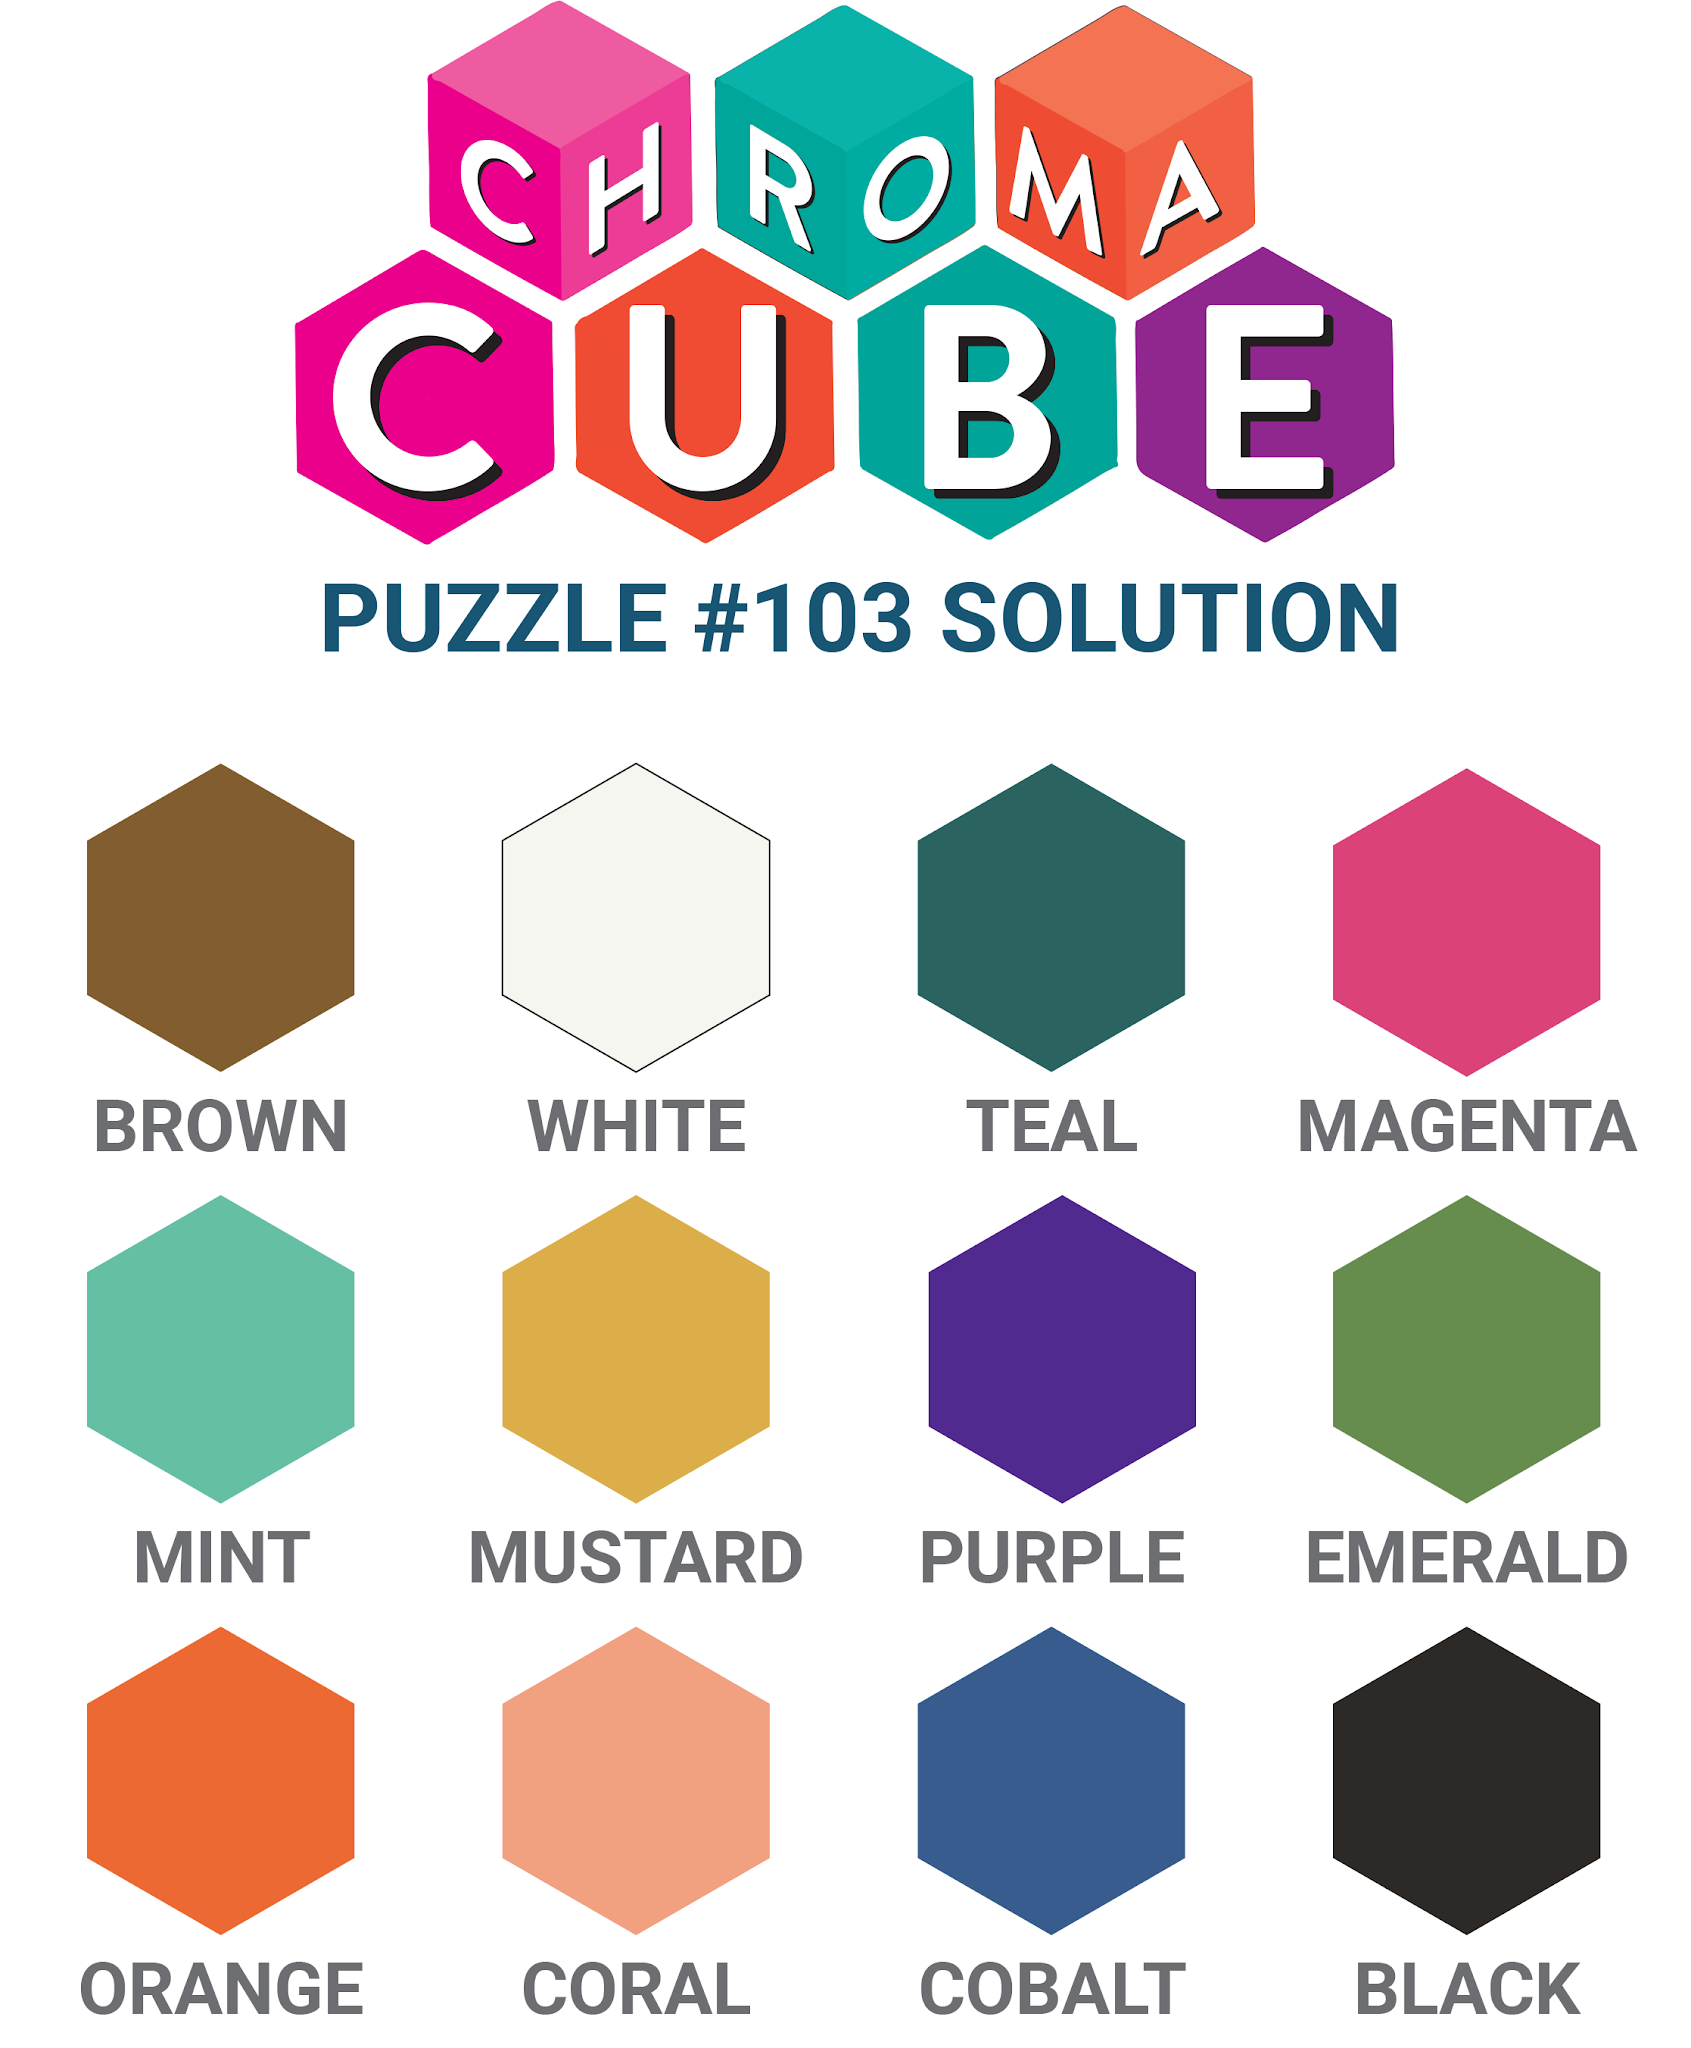 CHROMA
CUBE
PUZZLE #103 SOLUTION
BROWN WHITE TEAL MAGENTA
MINT MUSTARD PURPLE EMERALD
ORANGE CORAL COBALT BLACK